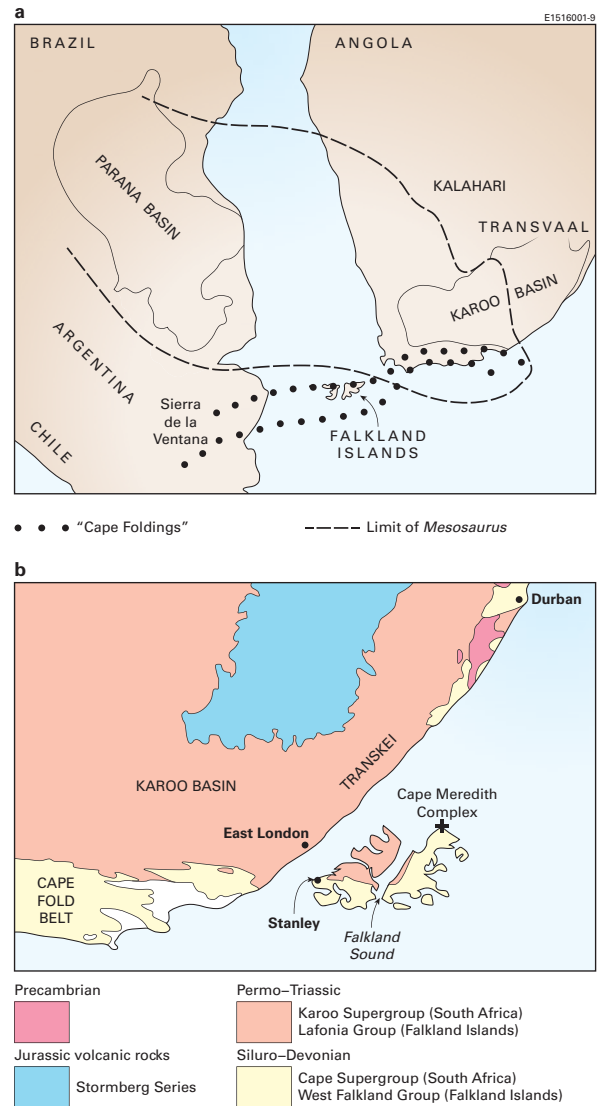 a
E1516001-9
BRAZIL
ANGOLA
PARANA BASIN
KALAHARI
TRANSVAAL
KAROO BASIN
ARGENTINA
CHILE
Sierra
de la
Ventana
FALKLAND
ISLANDS
"Cape Foldings"
Limit of Mesosaurus
b
Durban
KAROO BASIN
TRANSKEI
Cape Meredith
Complex
East London
CAPE
FOLD
BELT
Stanley
Falkland
Sound
Precambrian
Permo–Triassic
Karoo Supergroup (South Africa)
Lafonia Group (Falkland Islands)
Jurassic volcanic rocks
Stormberg Series
Siluro–Devonian
Cape Supergroup (South Africa)
West Falkland Group (Falkland Islands)